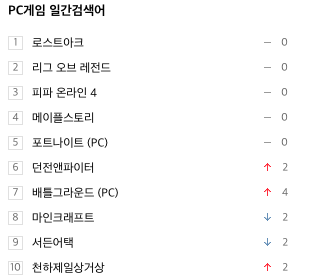 PC게임 일간검색어
1 로스트아크 – 0
2 리그 오브 레전드 – 0
3 피파 온라인 4 – 0
4 메이플스토리 – 0
5 포트나이트 (PC) – 0
6 던전앤파이터 ↑ 2
7 배틀그라운드 (PC) ↑ 4
8 마인크래프트 ↓ 2
9 서든어택 ↓ 2
10 천하제일상거상 ↑ 2